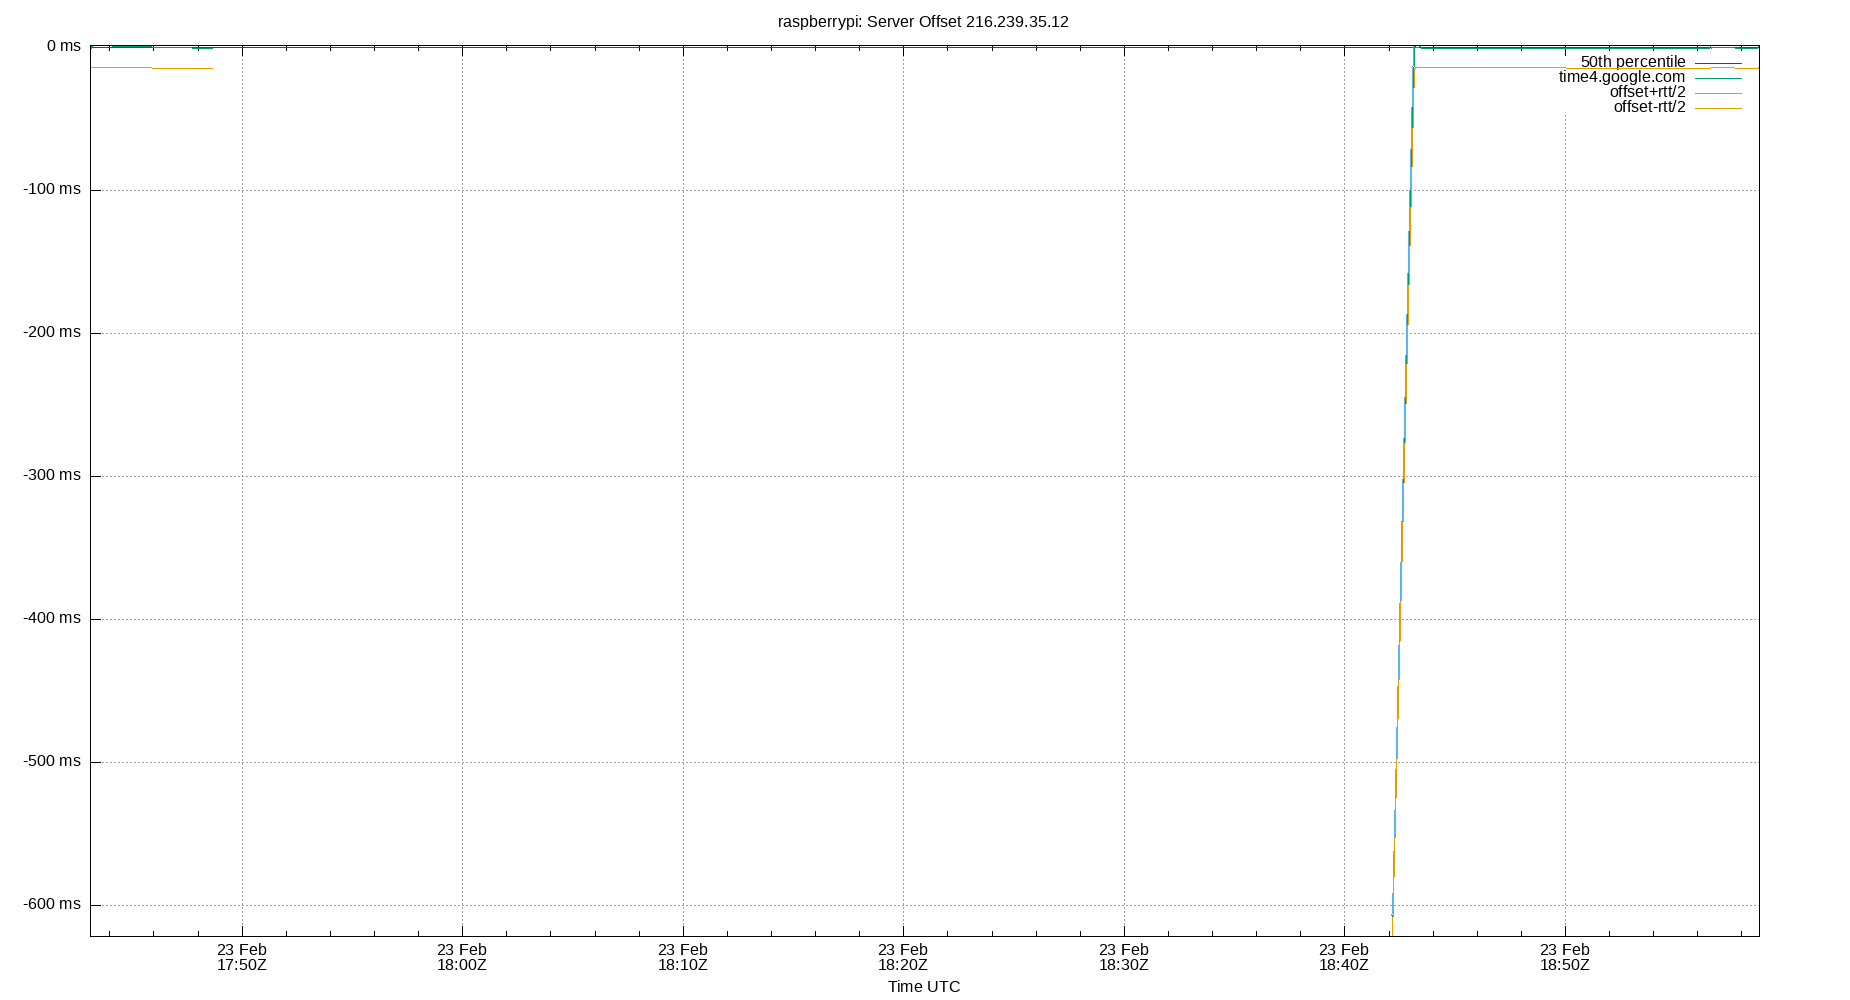 raspberrypi: Server Offset 216.239.35.12
0 ms
50th percentile
time4.google.com
offset+rtt/2
offset-rtt/2
-100 ms
-200 ms
-300 ms
-400 ms
-500 ms
-600 ms
23 Feb 23 Feb 23 Feb 23 Feb 23 Feb 23 Feb 23 Feb
17:50Z 18:00Z 18:10Z 18:20Z 18:30Z 18:40Z 18:50Z
Time UTC